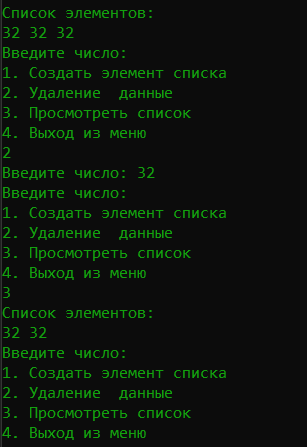 Список элементов:
32 32 32
Введите число:
1. Создать элемент списка
2. Удаление  данные
3. Просмотреть список
4. Выход из меню
2
Введите число: 32
Введите число:
1. Создать элемент списка
2. Удаление  данные
3. Просмотреть список
4. Выход из меню
3
Список элементов:
32 32
Введите число:
1. Создать элемент списка
2. Удаление  данные
3. Просмотреть список
4. Выход из меню